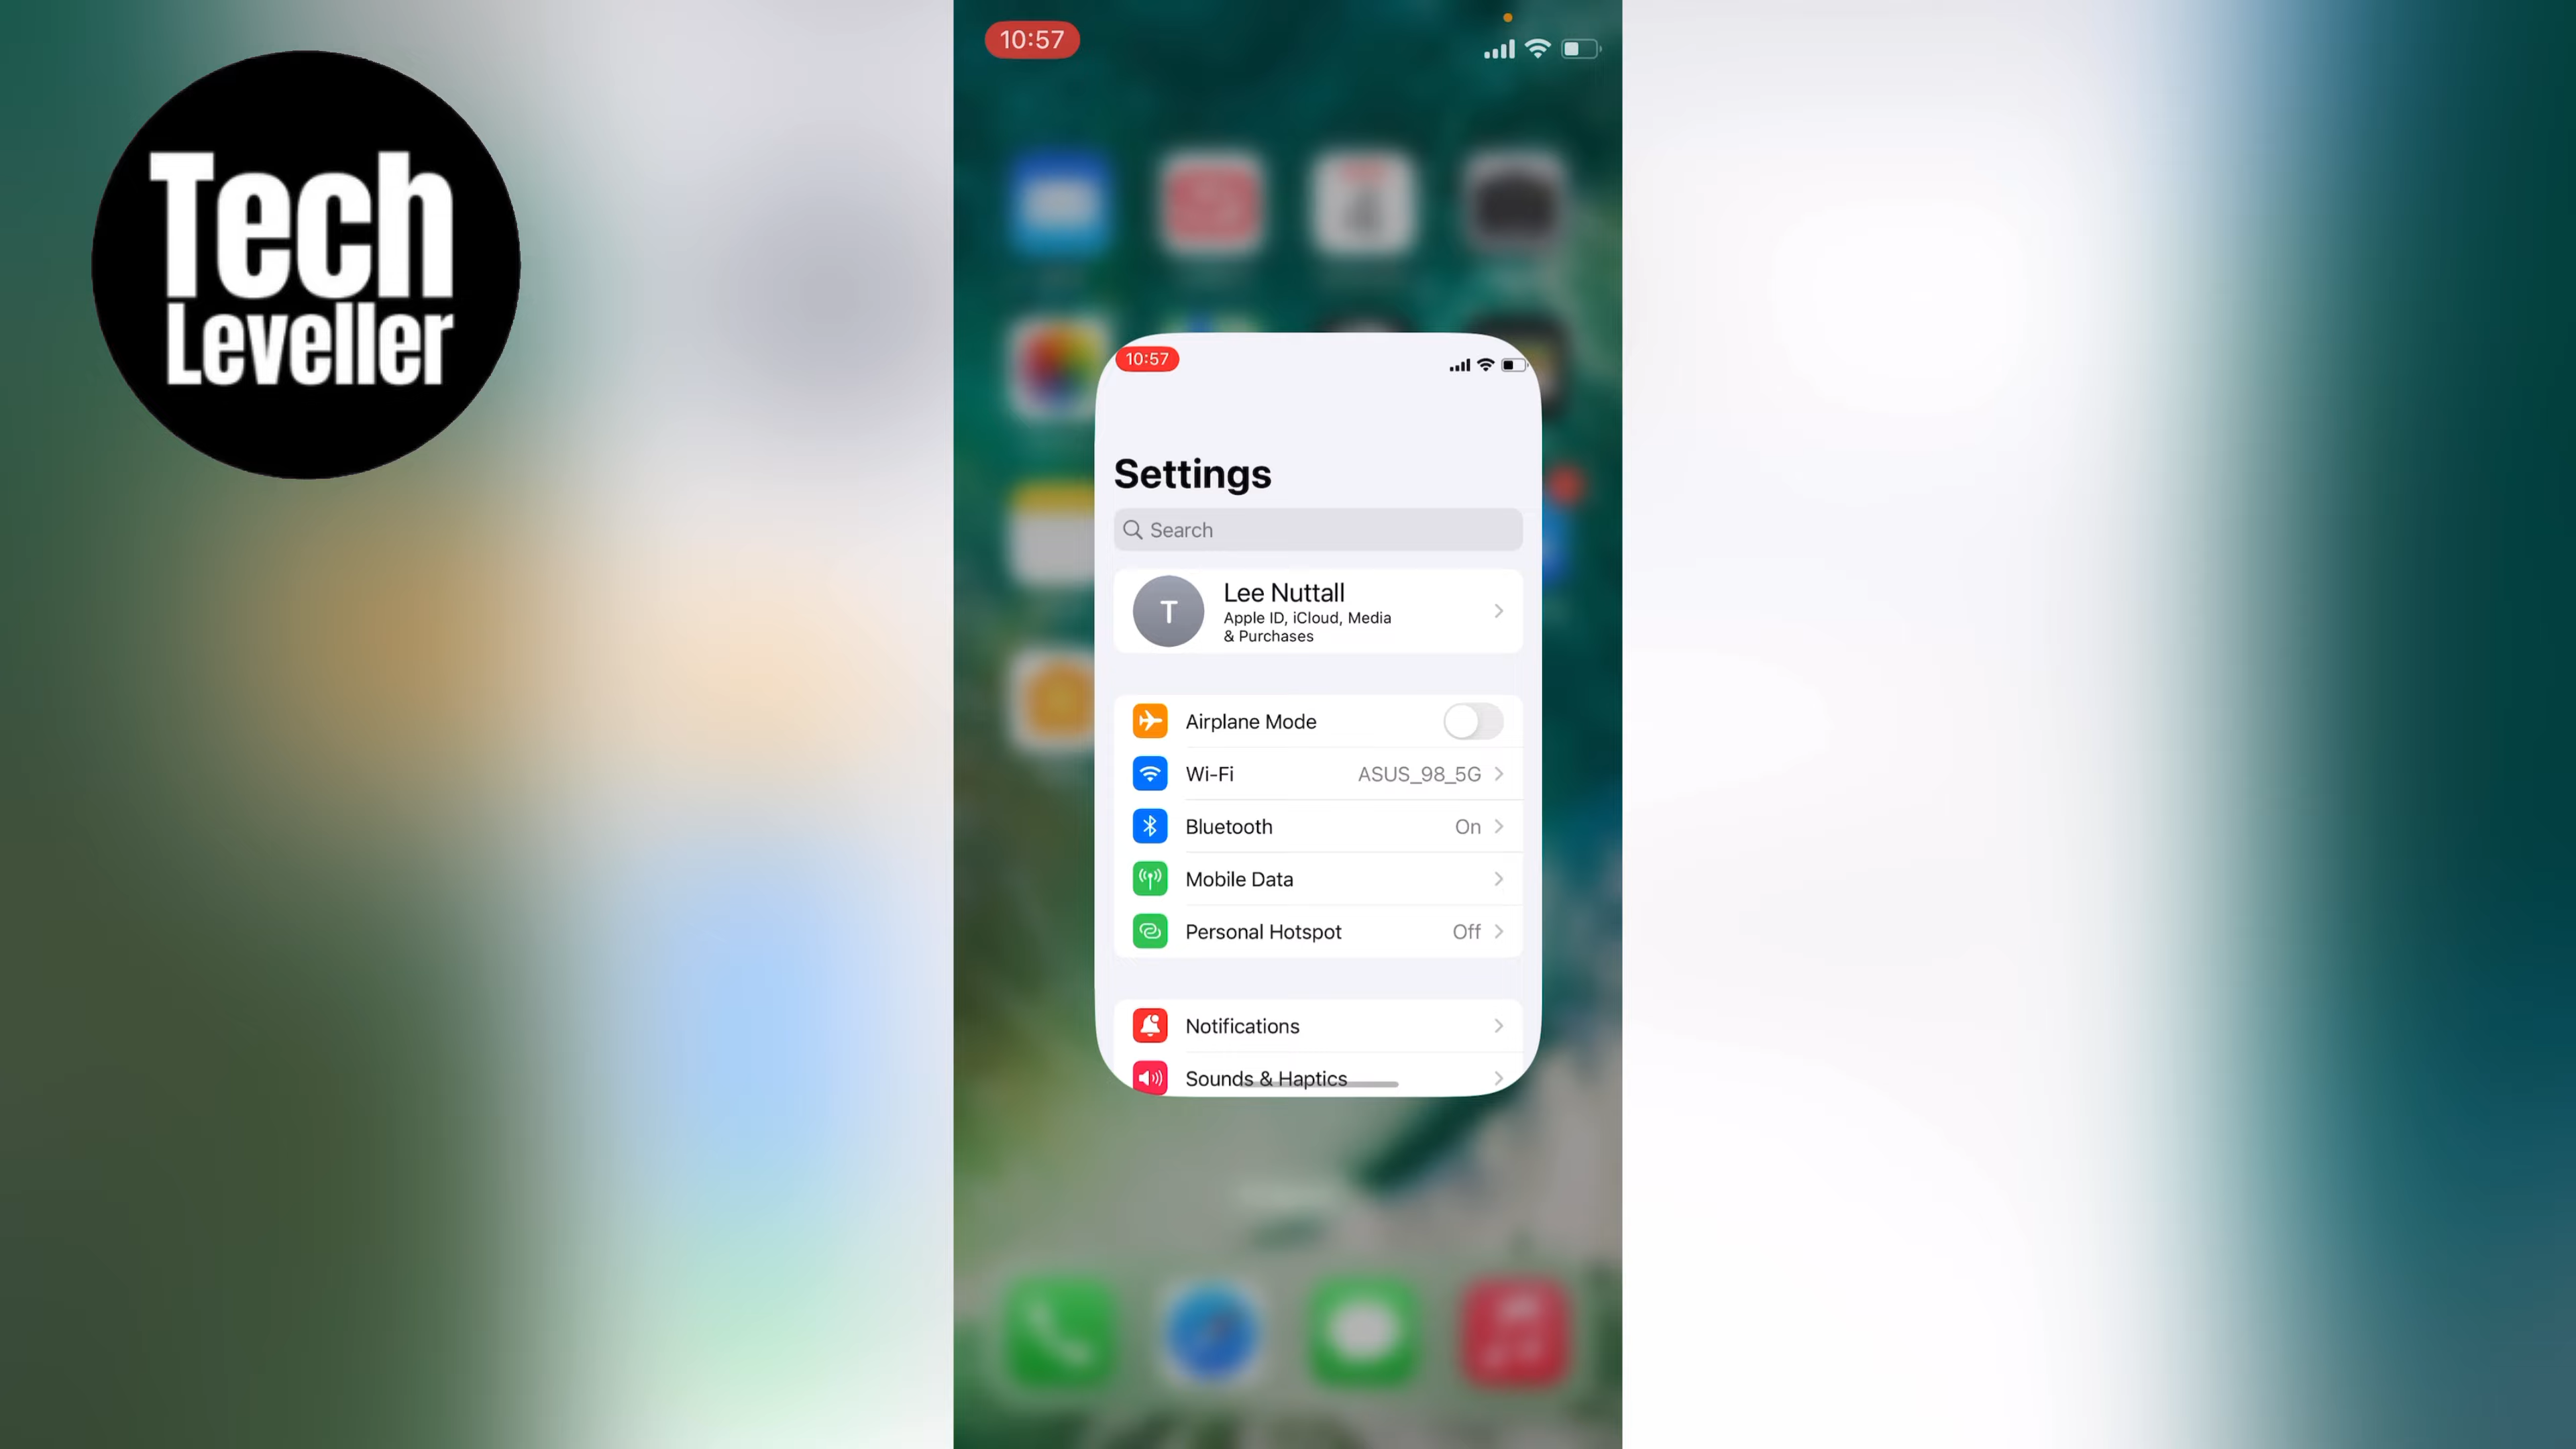 Tech
Leveller
10:57
10:57
Settings
Search
T
Lee Nuttall
Apple ID, iCloud, Media
& Purchases
Airplane Mode
Wi-Fi ASUS_98_5G
Bluetooth On
Mobile Data
Personal Hotspot Off
Notifications
Sounds & Haptics